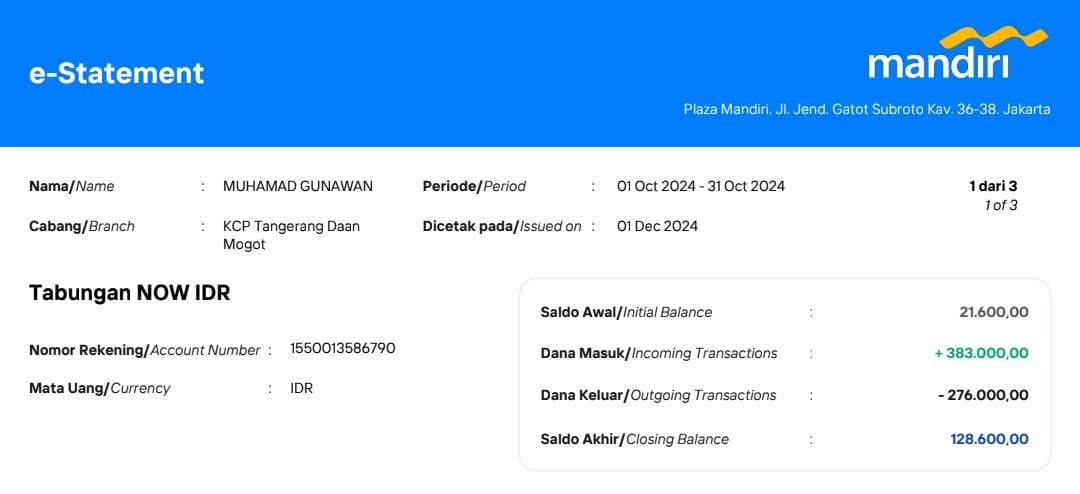 e-Statement
mandiri
Plaza Mandiri. Jl. Jend. Gatot Subroto Kav. 36-38. Jakarta
Nama/Name : MUHAMAD GUNAWAN
Periode/Period : 01 Oct 2024 - 31 Oct 2024
1 dari 3
1 of 3
Cabang/Branch : KCP Tangerang Daan
Mogot
Dicetak pada/Issued on : 01 Dec 2024
Tabungan NOW IDR
Nomor Rekening/Account Number : 1550013586790
Mata Uang/Currency : IDR
Saldo Awal/Initial Balance : 21.600,00
Dana Masuk/Incoming Transactions : + 383.000,00
Dana Keluar/Outgoing Transactions : - 276.000,00
Saldo Akhir/Closing Balance : 128.600,00